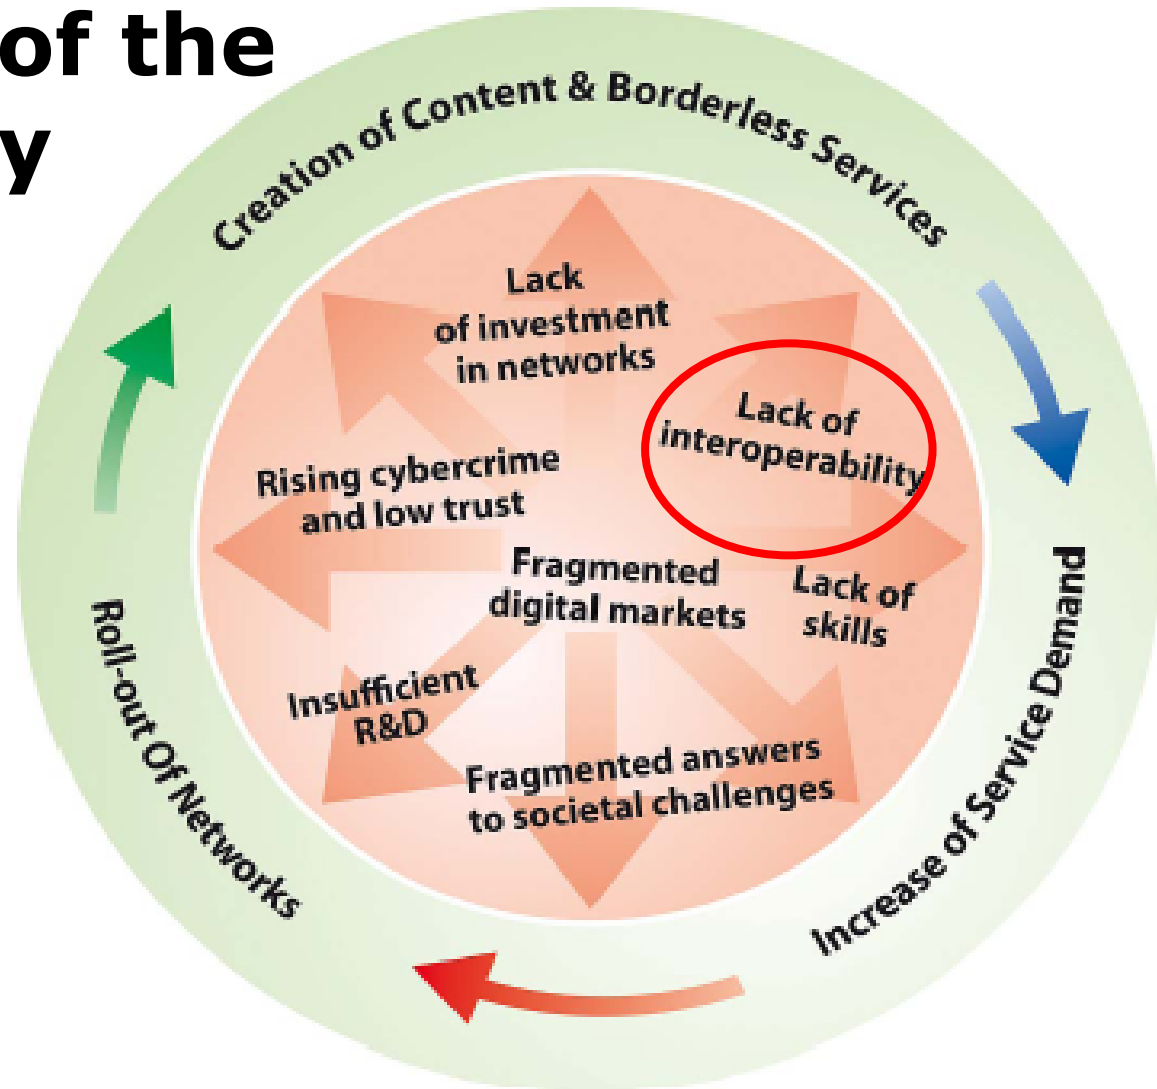 of the
y
Creation of Content & Borderless Services
Lack
of investment
in networks
Lack of
interoperability
Rising cybercrime
and low trust
Fragmented
digital markets
Lack of
skills
Insufficient
R&D
Fragmented answers
to societal challenges
Roll-out Of Networks
Increase of Service Demand